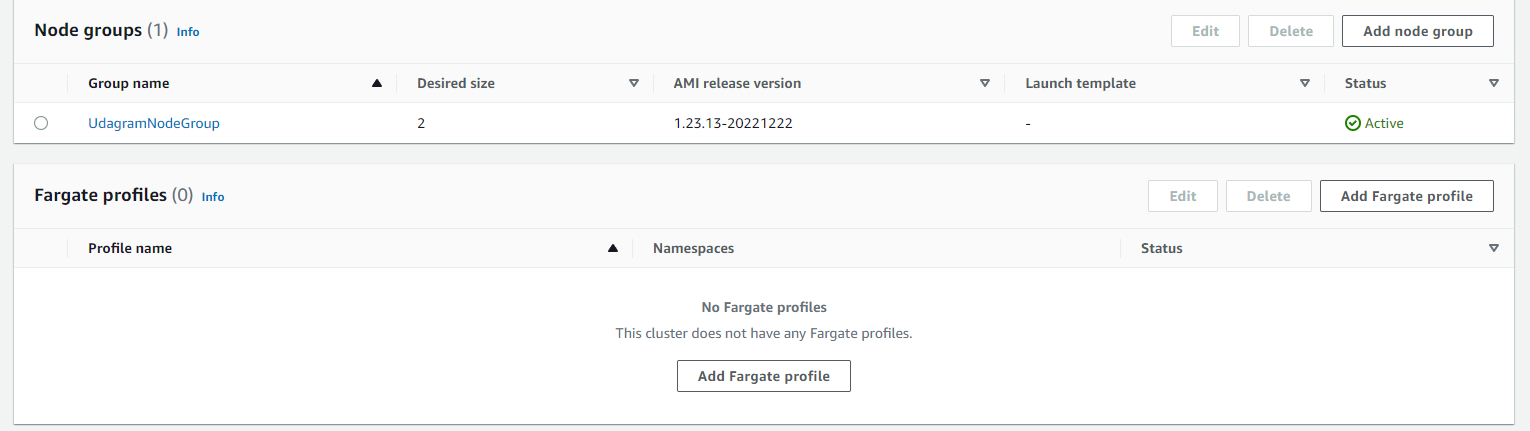 Node groups (1) Info Edit Delete Add node group
Group name Desired size AMI release version Launch template Status
UdagramNodeGroup 2 1.23.13-20221222 - Active
Fargate profiles (0) Info Edit Delete Add Fargate profile
Profile name Namespaces Status
No Fargate profiles
This cluster does not have any Fargate profiles.
Add Fargate profile